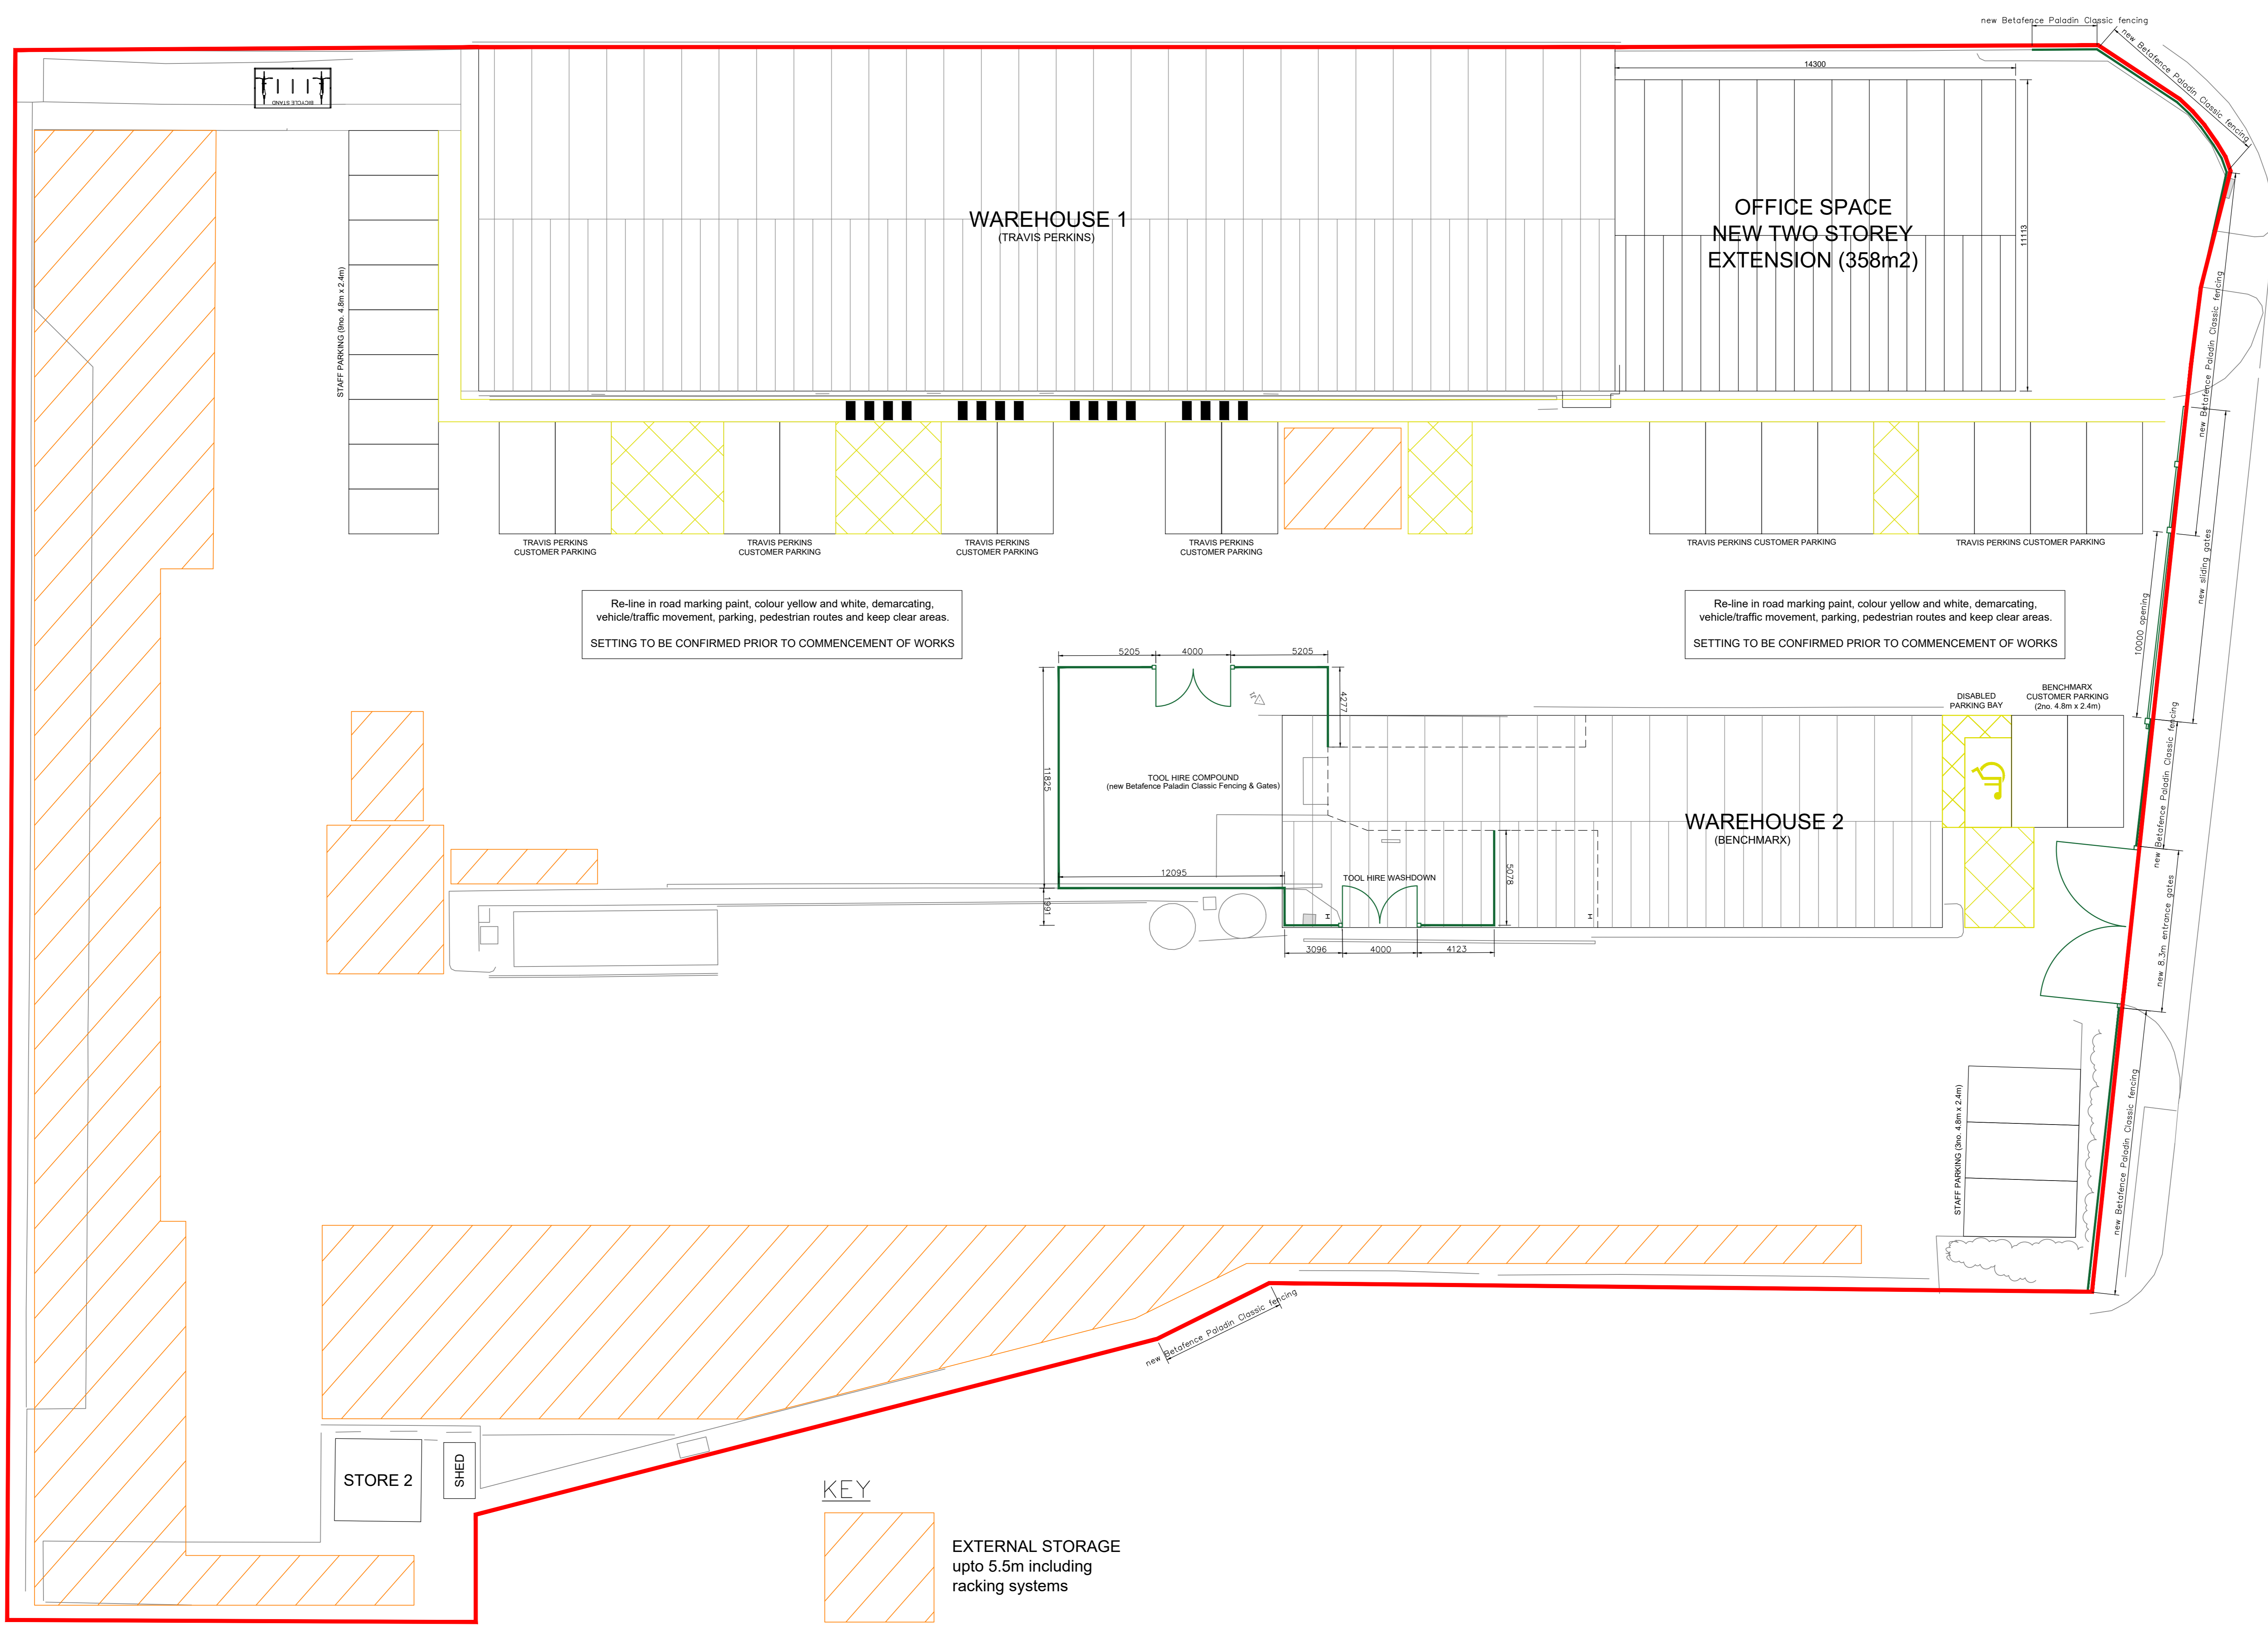 new Betafence Paladin Classic fencing
new Betafence Paladin Classic fencing
14300
BICYCLE STAND
WAREHOUSE 1
(TRAVIS PERKINS)
OFFICE SPACE
NEW TWO STOREY
EXTENSION (358m2)
11113
STAFF PARKING (9no. 4.8m x 2.4m)
new Betafence Paladin Classic fencing
TRAVIS PERKINS
CUSTOMER PARKING
TRAVIS PERKINS
CUSTOMER PARKING
TRAVIS PERKINS
CUSTOMER PARKING
TRAVIS PERKINS
CUSTOMER PARKING
TRAVIS PERKINS CUSTOMER PARKING
TRAVIS PERKINS CUSTOMER PARKING
new sliding gates
10000 opening
Re-line in road marking paint, colour yellow and white, demarcating,
vehicle/traffic movement, parking, pedestrian routes and keep clear areas.
SETTING TO BE CONFIRMED PRIOR TO COMMENCEMENT OF WORKS
Re-line in road marking paint, colour yellow and white, demarcating,
vehicle/traffic movement, parking, pedestrian routes and keep clear areas.
SETTING TO BE CONFIRMED PRIOR TO COMMENCEMENT OF WORKS
5205
4000
5205
4277
11825
DISABLED
PARKING BAY
BENCHMARX
CUSTOMER PARKING
(2no. 4.8m x 2.4m)
new Betafence Paladin Classic fencing
TOOL HIRE COMPOUND
(new Betafence Paladin Classic Fencing & Gates)
WAREHOUSE 2
(BENCHMARX)
12095
TOOL HIRE WASHDOWN
5078
1991
3096
4000
4123
new 8.3m entrance gates
STAFF PARKING (3no. 4.8m x 2.4m)
new Betafence Paladin Classic fencing
new Betafence Paladin Classic fencing
STORE 2
SHED
KEY
EXTERNAL STORAGE
upto 5.5m including
racking systems